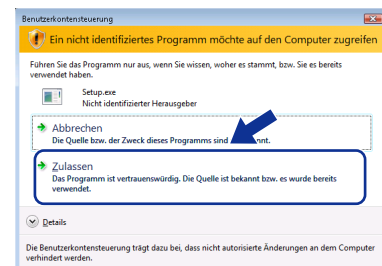 Benutzerkontensteuerung
Ein nicht identifiziertes Programm möchte auf den Computer zugreifen
Führen Sie das Programm nur aus, wenn Sie wissen, woher es stammt, bzw. Sie es bereits
verwendet haben.
Setup.exe
Nicht identifizierter Herausgeber
Abbrechen
Die Quelle bzw. der Zweck dieses Programms sind
Zulassen
Das Programm ist vertrauenswürdig. Die Quelle ist bekannt bzw. es wurde bereits
verwendet.
Details
Die Benutzerkontensteuerung trägt dazu bei, dass nicht autorisierte Änderungen an dem Computer
verhindert werden.